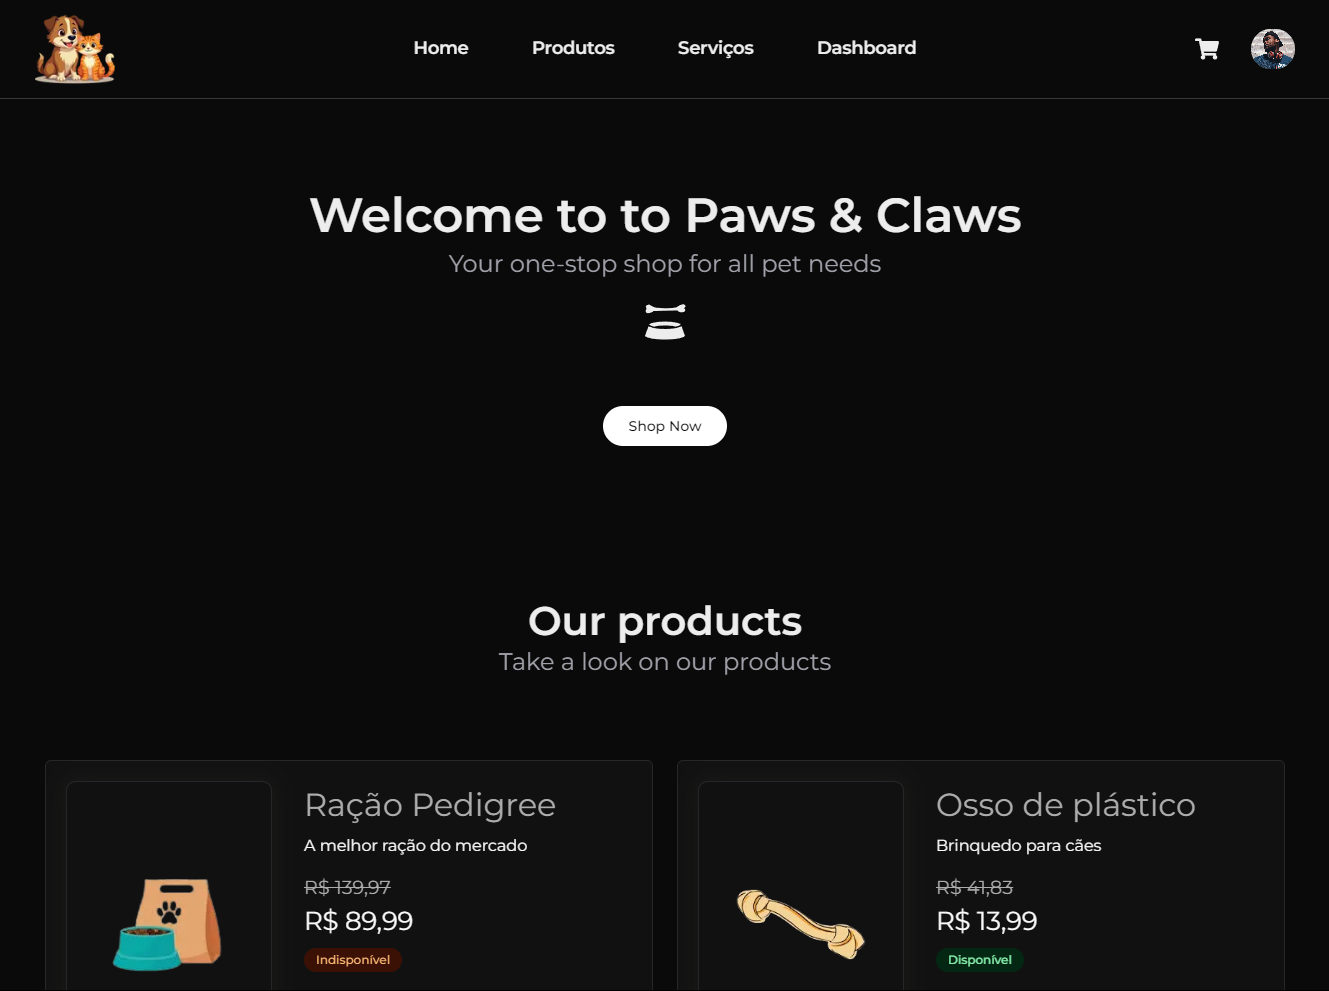 Home Produtos Serviços Dashboard
Welcome to to Paws & Claws
Your one-stop shop for all pet needs
Shop Now
Our products
Take a look on our products
Ração Pedigree
A melhor ração do mercado
R$ 139,97
R$ 89,99
Indisponível
Osso de plástico
Brinquedo para cães
R$ 41,83
R$ 13,99
Disponível